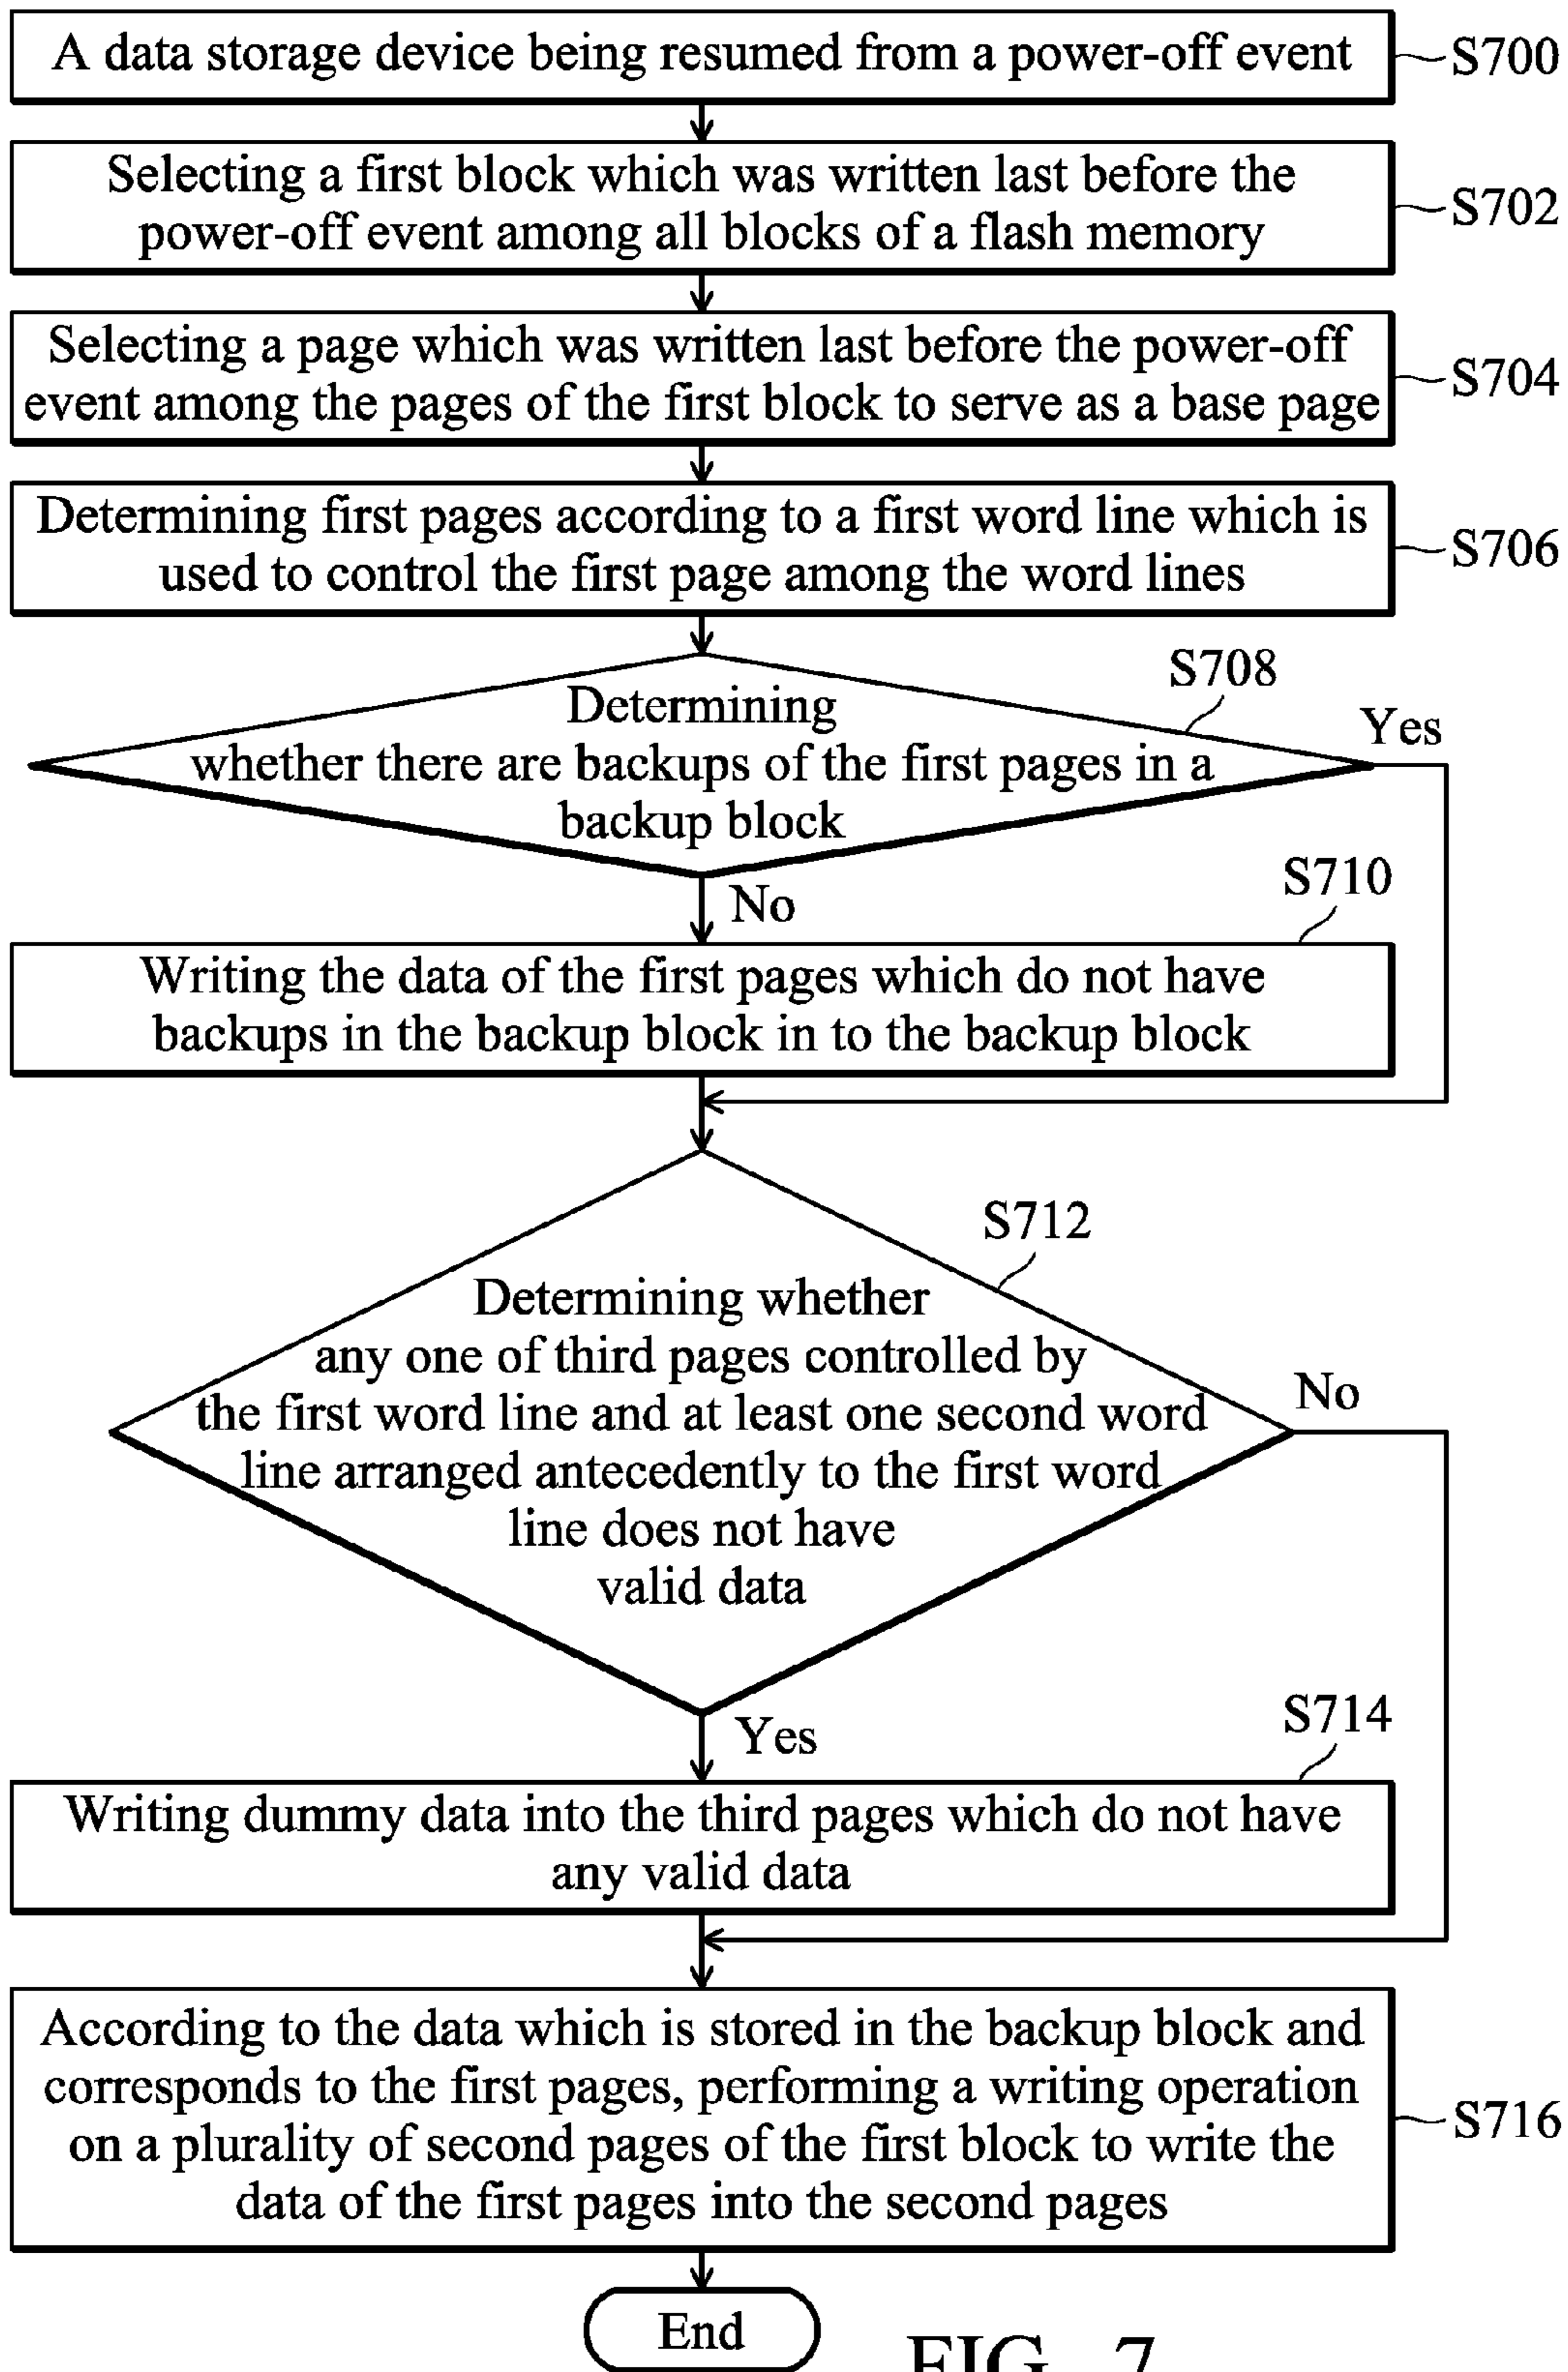 A data storage device being resumed from a power-off event
S700
Selecting a first block which was written last before the
power-off event among all blocks of a flash memory
S702
Selecting a page which was written last before the power-off
event among the pages of the first block to serve as a base page
S704
Determining first pages according to a first word line which is
used to control the first page among the word lines
S706
S708
Yes
Determining
whether there are backups of the first pages in a
backup block
No
S710
Writing the data of the first pages which do not have
backups in the backup block in to the backup block
S712
Determining whether
any one of third pages controlled by
the first word line and at least one second word
line arranged antecedently to the first word
line does not have
valid data
No
Yes
S714
Writing dummy data into the third pages which do not have
any valid data
According to the data which is stored in the backup block and
corresponds to the first pages, performing a writing operation
on a plurality of second pages of the first block to write the
data of the first pages into the second pages
S716
End
FIG. 7